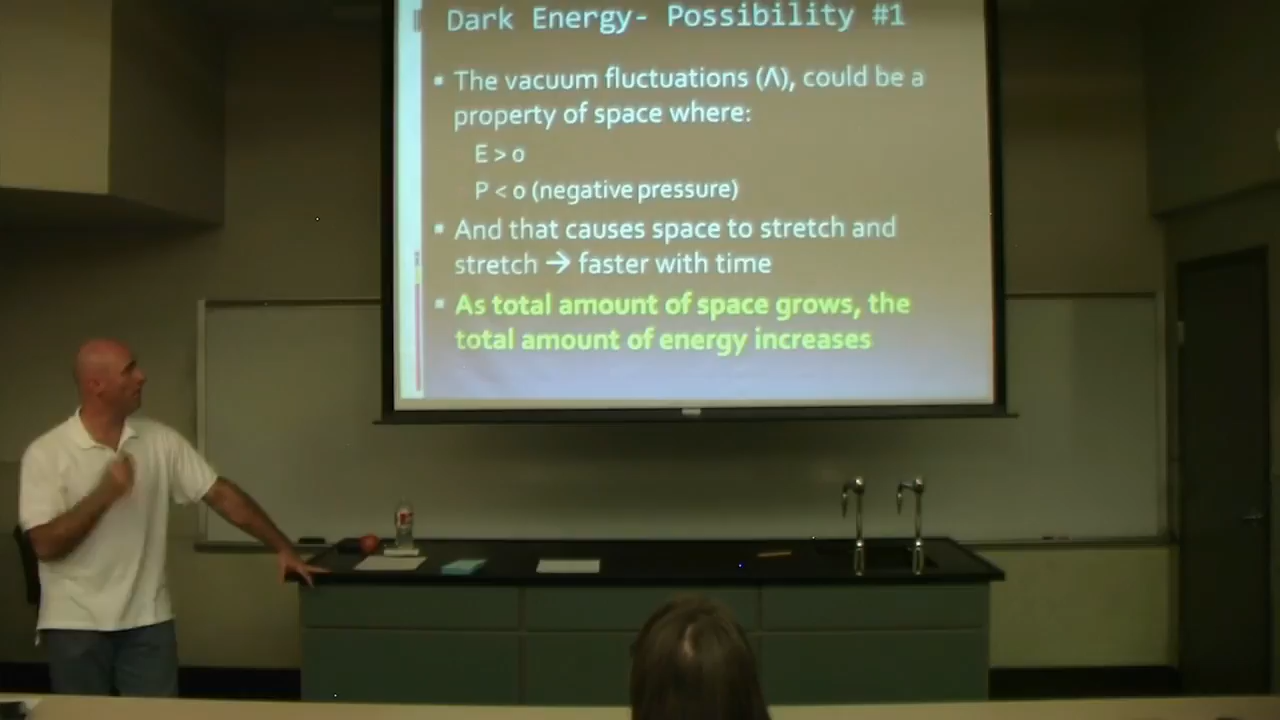 Dark Energy- Possibility #1
▪ The vacuum fluctuations (Λ), could be a
property of space where:
E > 0
P < 0 (negative pressure)
▪ And that causes space to stretch and
stretch → faster with time
▪ As total amount of space grows, the
total amount of energy increases